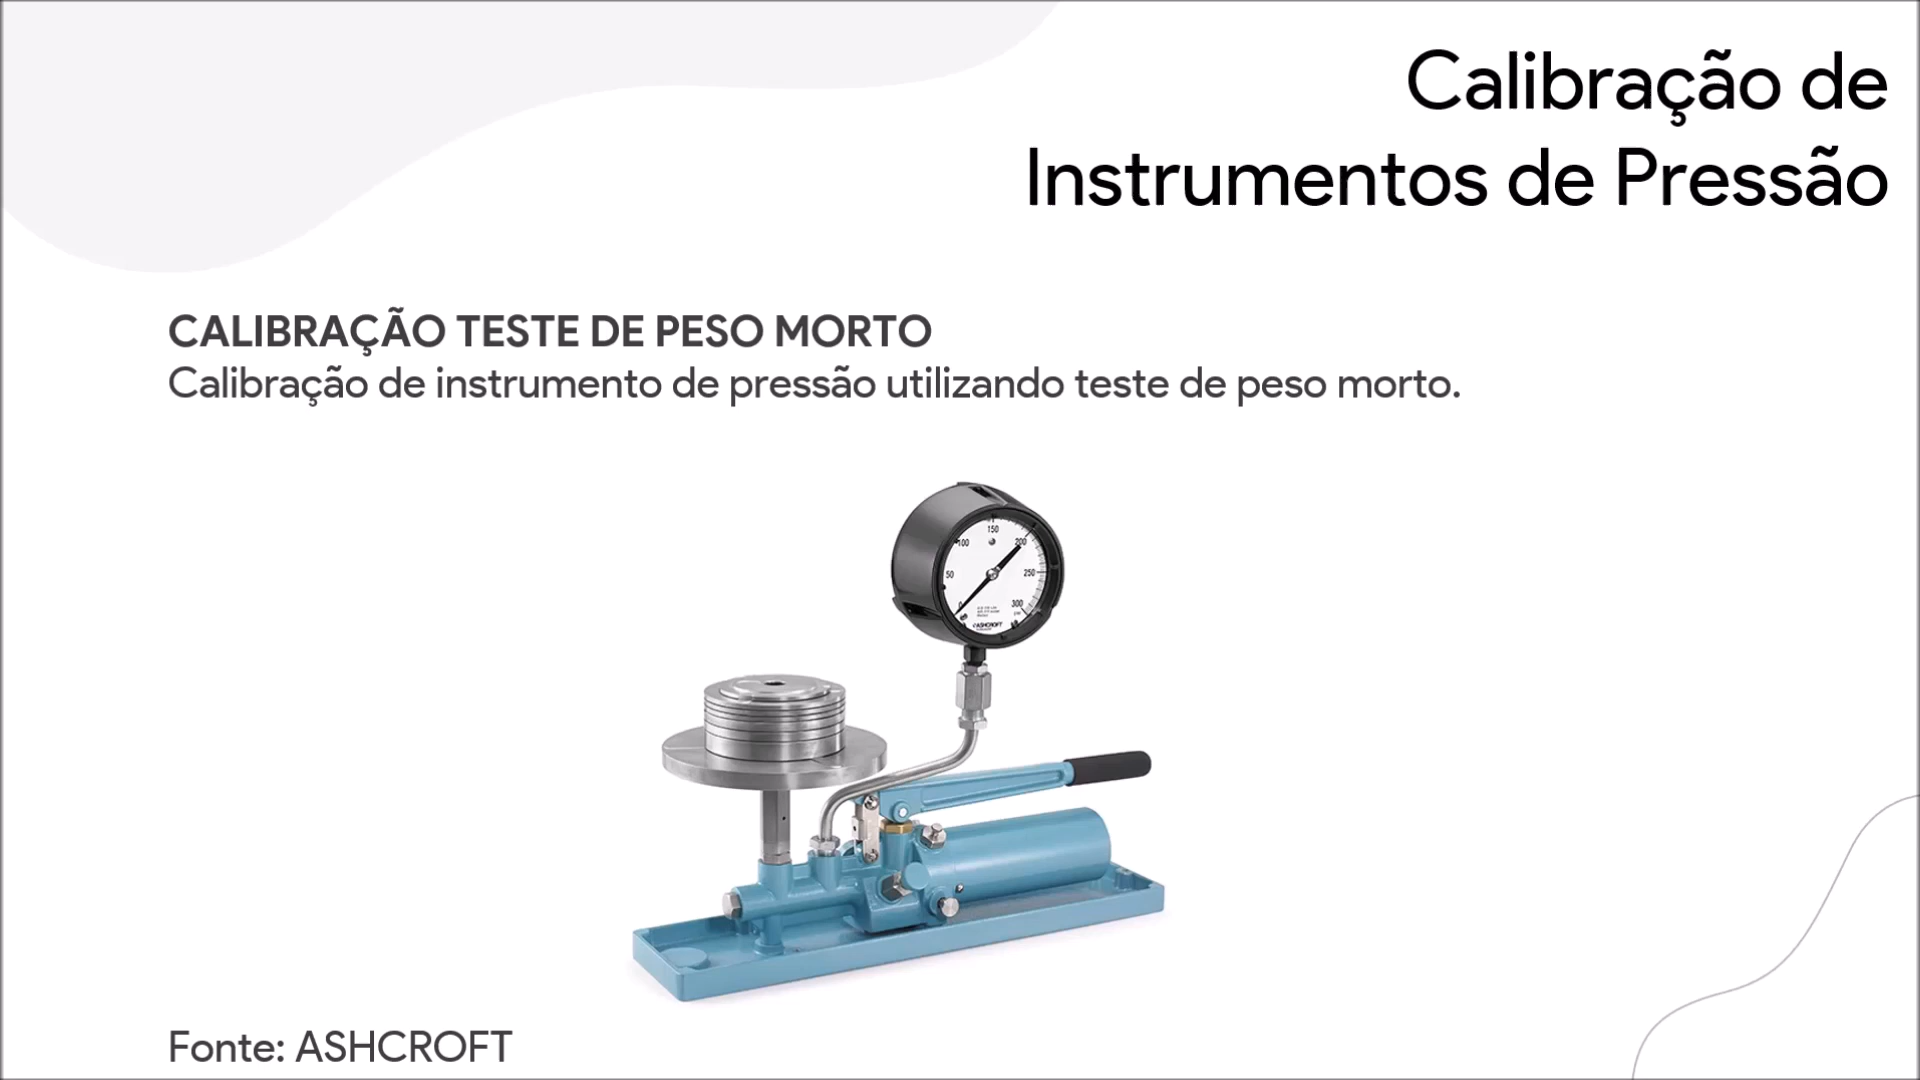 Calibração de
Instrumentos de Pressão
CALIBRAÇÃO TESTE DE PESO MORTO
Calibração de instrumento de pressão utilizando teste de peso morto.
150
100
200
50
250
0
300
ASHCROFT
Fonte: ASHCROFT